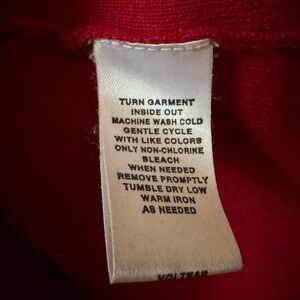 TURN GARMENT
INSIDE OUT
MACHINE WASH COLD
GENTLE CYCLE
WITH LIKE COLORS
ONLY NON-CHLORINE
BLEACH
WHEN NEEDED
REMOVE PROMPTLY
TUMBLE DRY LOW
WARM IRON
AS NEEDED